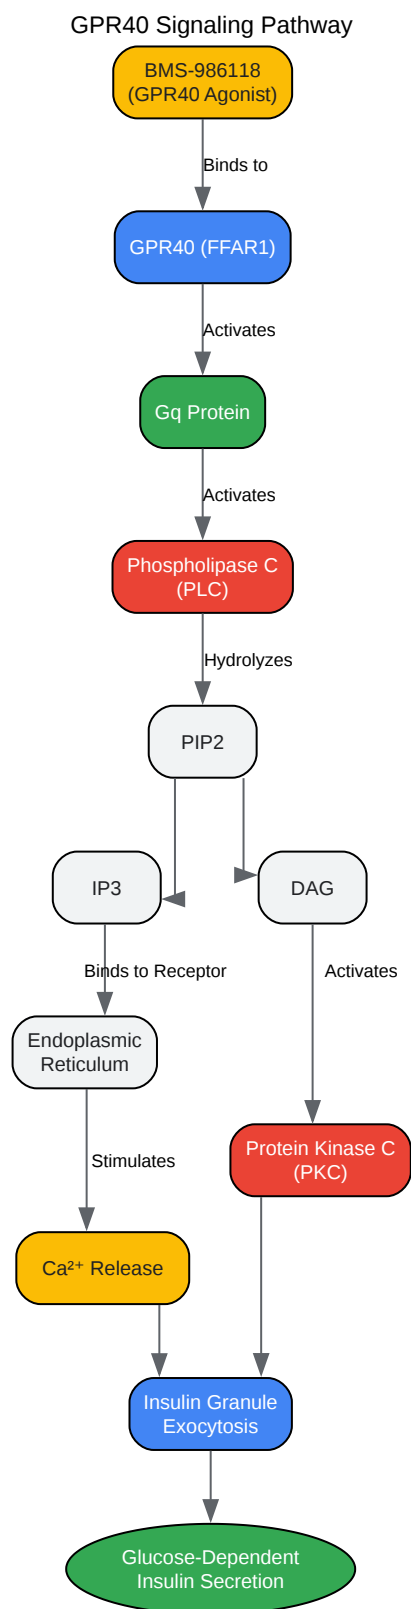 GPR40 Signaling Pathway
BMS-986118
(GPR40 Agonist)
Binds to
GPR40 (FFAR1)
Activates
Gq Protein
Activates
Phospholipase C
(PLC)
Hydrolyzes
PIP2
IP3
DAG
Binds to Receptor
Activates
Endoplasmic
Reticulum
Protein Kinase C
(PKC)
Stimulates
Ca²⁺ Release
Insulin Granule
Exocytosis
Glucose-Dependent
Insulin Secretion